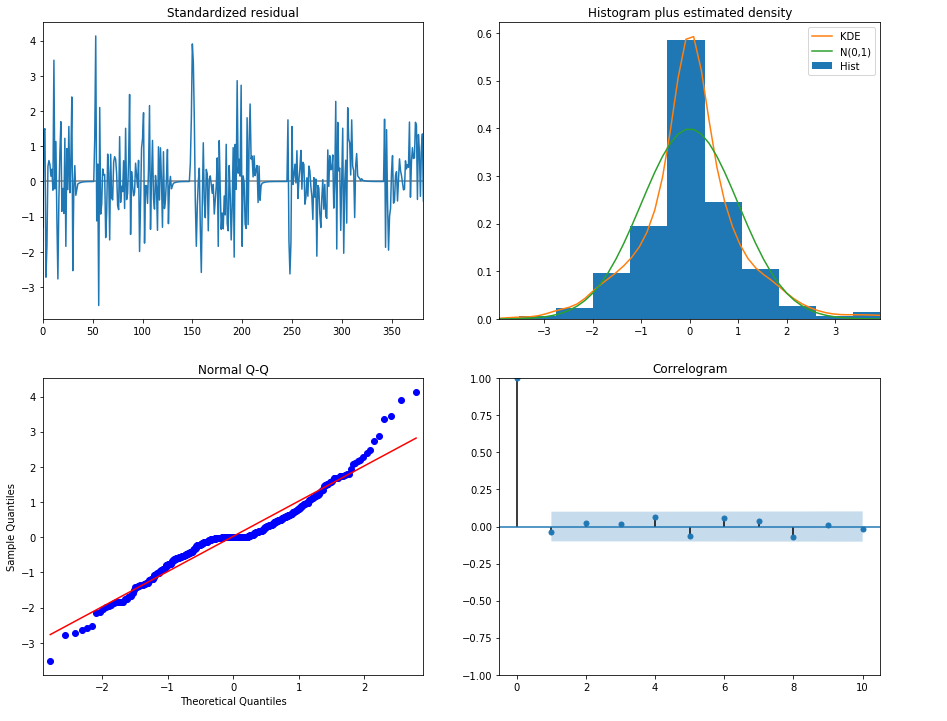 Standardized residual
4
3
2
1
0
−1
−2
−3
0 50 100 150 200 250 300 350
Histogram plus estimated density
KDE
N(0,1)
Hist
0.6
0.5
0.4
0.3
0.2
0.1
0.0
−3 −2 −1 0 1 2 3
Normal Q-Q
Sample Quantiles
4
3
2
1
0
−1
−2
−3
−2 −1 0 1 2
Theoretical Quantiles
Correlogram
1.00
0.75
0.50
0.25
0.00
−0.25
−0.50
−0.75
−1.00
0 2 4 6 8 10